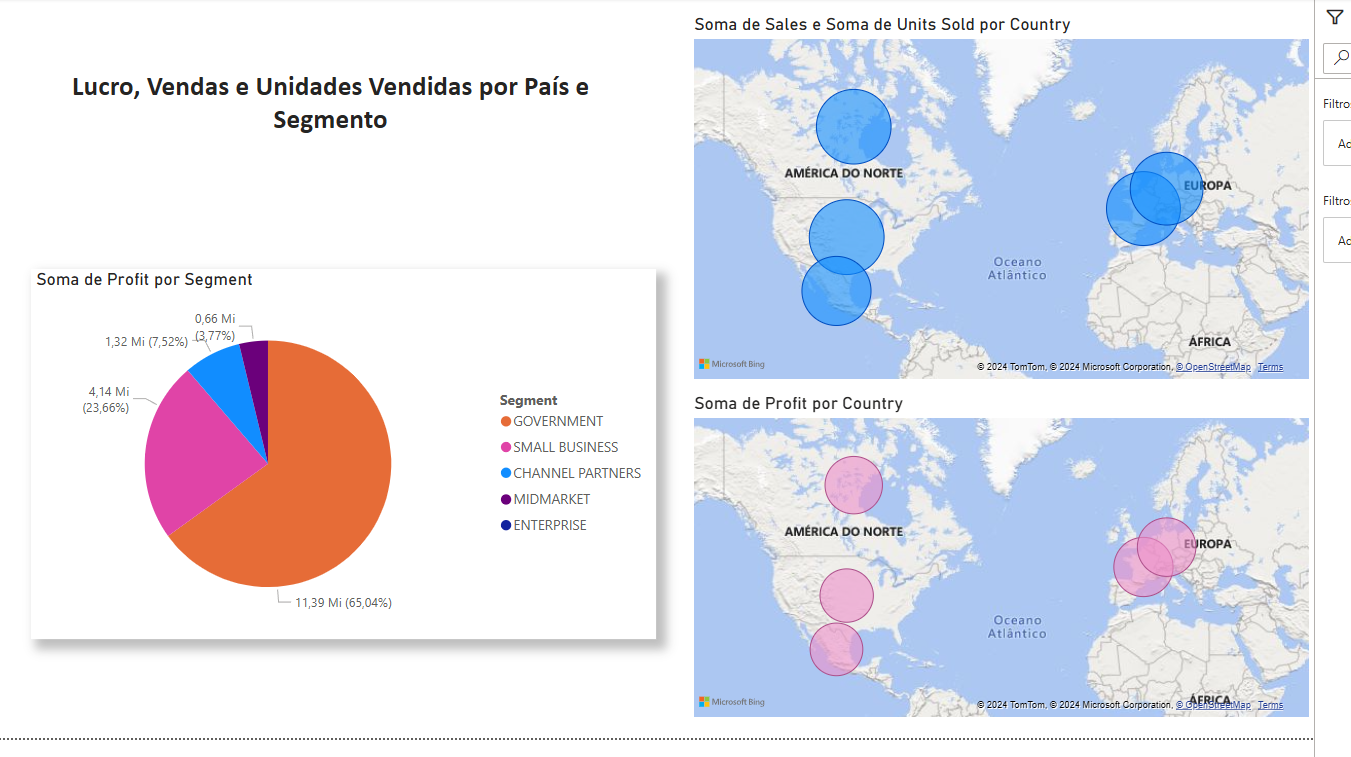 Lucro, Vendas e Unidades Vendidas por País e
Segmento
Soma de Profit por Segment
0,66 Mi
(3,77%)
1,32 Mi (7,52%)
4,14 Mi
(23,66%)
11,39 Mi (65,04%)
Segment
GOVERNMENT
SMALL BUSINESS
CHANNEL PARTNERS
MIDMARKET
ENTERPRISE
Soma de Sales e Soma de Units Sold por Country
AMÉRICA DO NORTE
EUROPA
Oceano
Atlântico
ÁFRICA
Microsoft Bing
© 2024 TomTom, © 2024 Microsoft Corporation, © OpenStreetMap Terms
Soma de Profit por Country
AMÉRICA DO NORTE
EUROPA
Oceano
Atlântico
ÁFRICA
Microsoft Bing
© 2024 TomTom, © 2024 Microsoft Corporation, © OpenStreetMap Terms
Filtro
Ad
Filtro
Ad